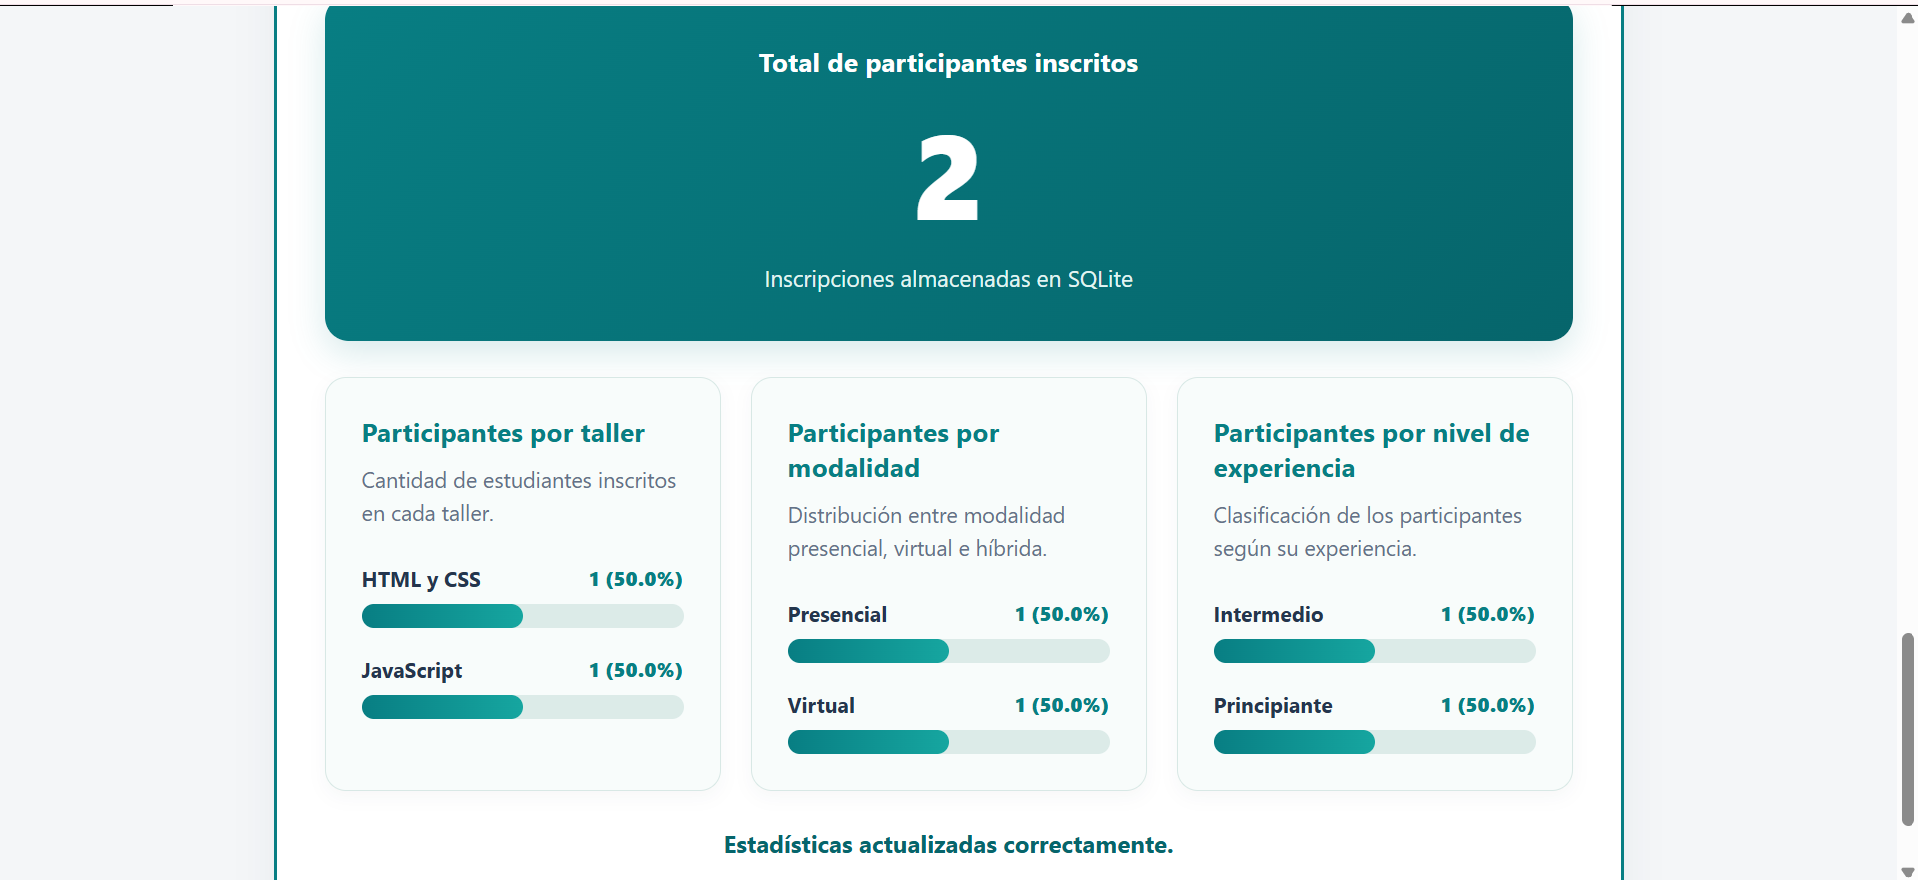 Total de participantes inscritos
2
Inscripciones almacenadas en SQLite
Participantes por taller
Cantidad de estudiantes inscritos
en cada taller.
HTML y CSS 1 (50.0%)
JavaScript 1 (50.0%)
Participantes por
modalidad
Distribución entre modalidad
presencial, virtual e híbrida.
Presencial 1 (50.0%)
Virtual 1 (50.0%)
Participantes por nivel de
experiencia
Clasificación de los participantes
según su experiencia.
Intermedio 1 (50.0%)
Principiante 1 (50.0%)
Estadísticas actualizadas correctamente.